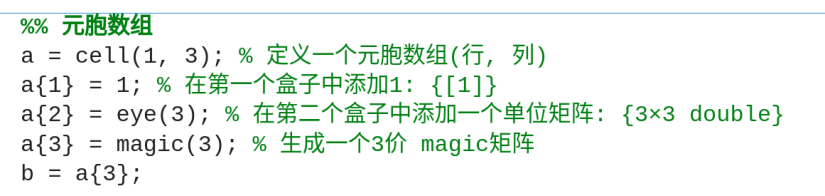 %% 元胞数组
a = cell(1, 3); % 定义一个元胞数组(行, 列)
a{1} = 1; % 在第一个盒子中添加1: {[1]}
a{2} = eye(3); % 在第二个盒子中添加一个单位矩阵: {3×3 double}
a{3} = magic(3); % 生成一个3价 magic矩阵
b = a{3};